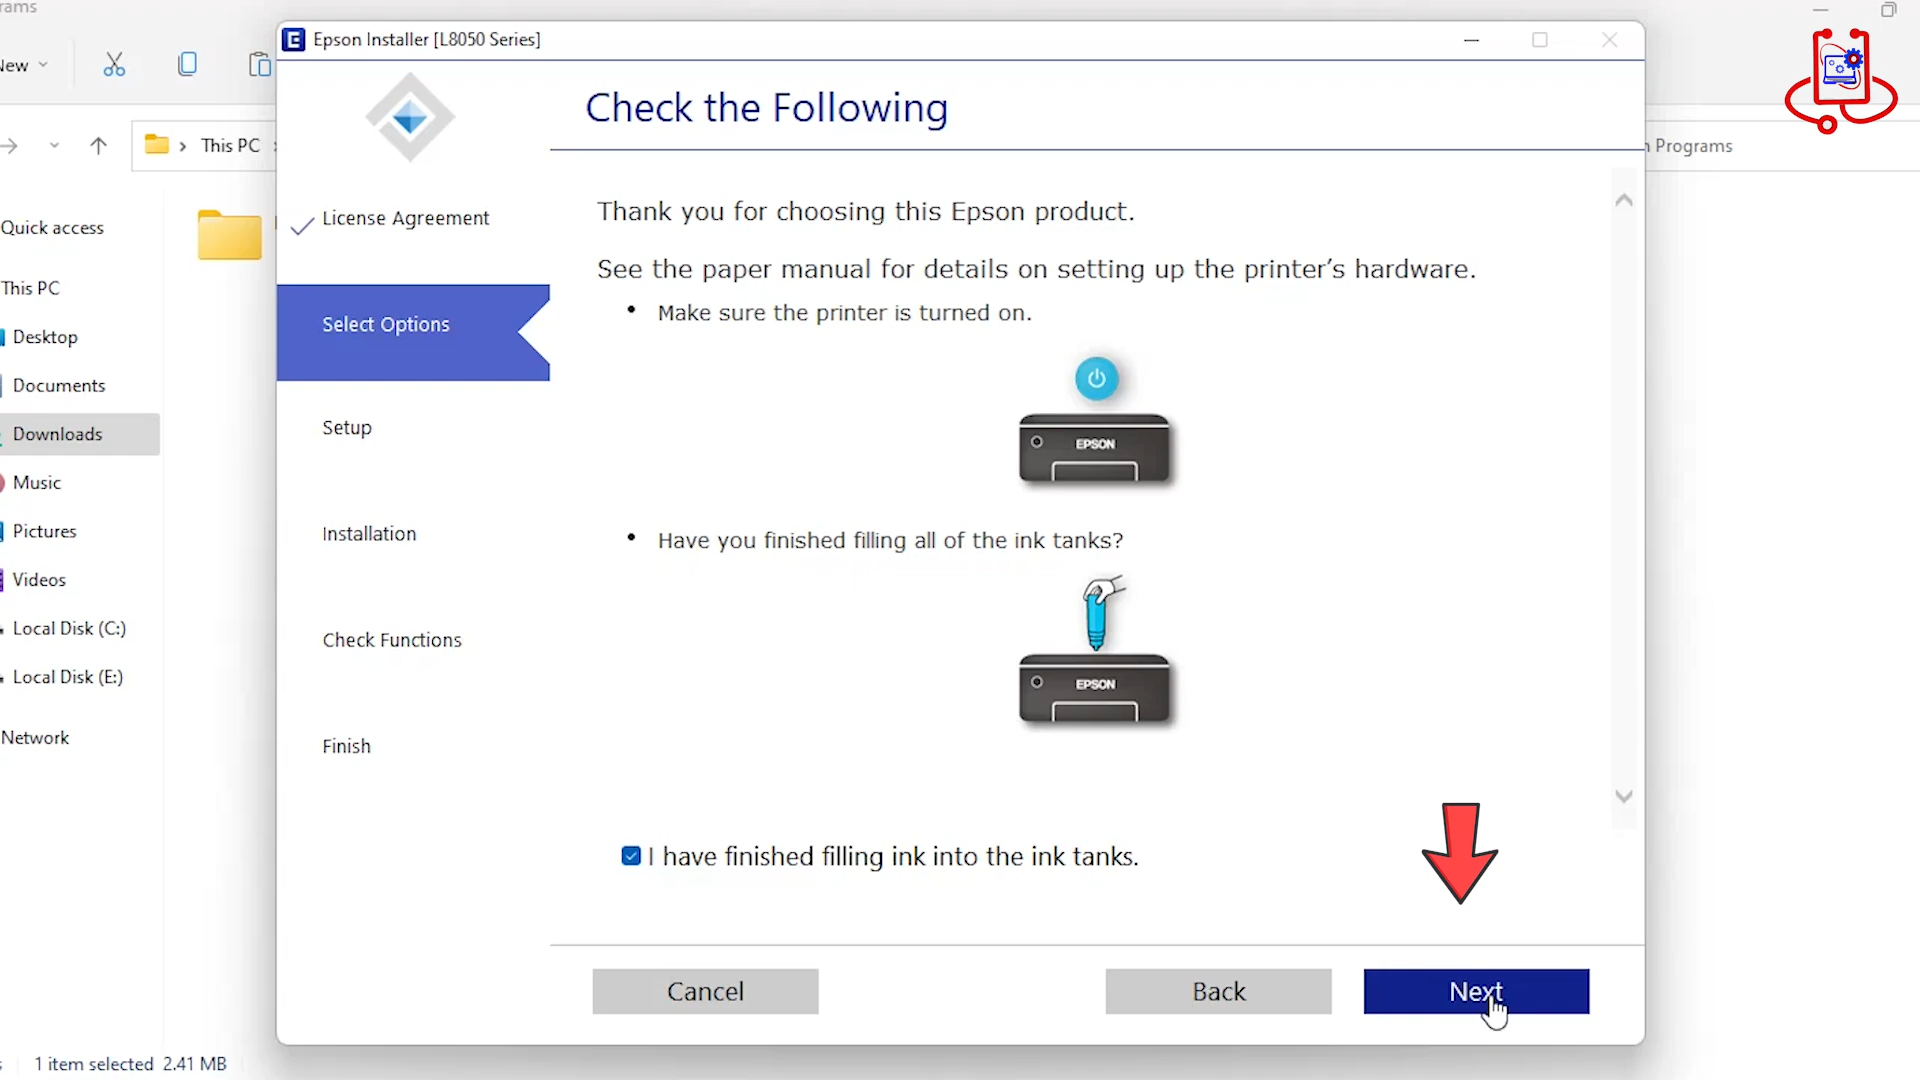 Epson Installer [L8050 Series]
This PC
Programs
Quick access
This PC
Desktop
Documents
Downloads
Music
Pictures
Videos
Local Disk (C:)
Local Disk (E:)
Network
1 item selected 2.41 MB
License Agreement
Select Options
Setup
Installation
Check Functions
Finish
Check the Following
Thank you for choosing this Epson product.
See the paper manual for details on setting up the printer’s hardware.
• Make sure the printer is turned on.
EPSON
• Have you finished filling all of the ink tanks?
EPSON
I have finished filling ink into the ink tanks.
Cancel
Back
Next